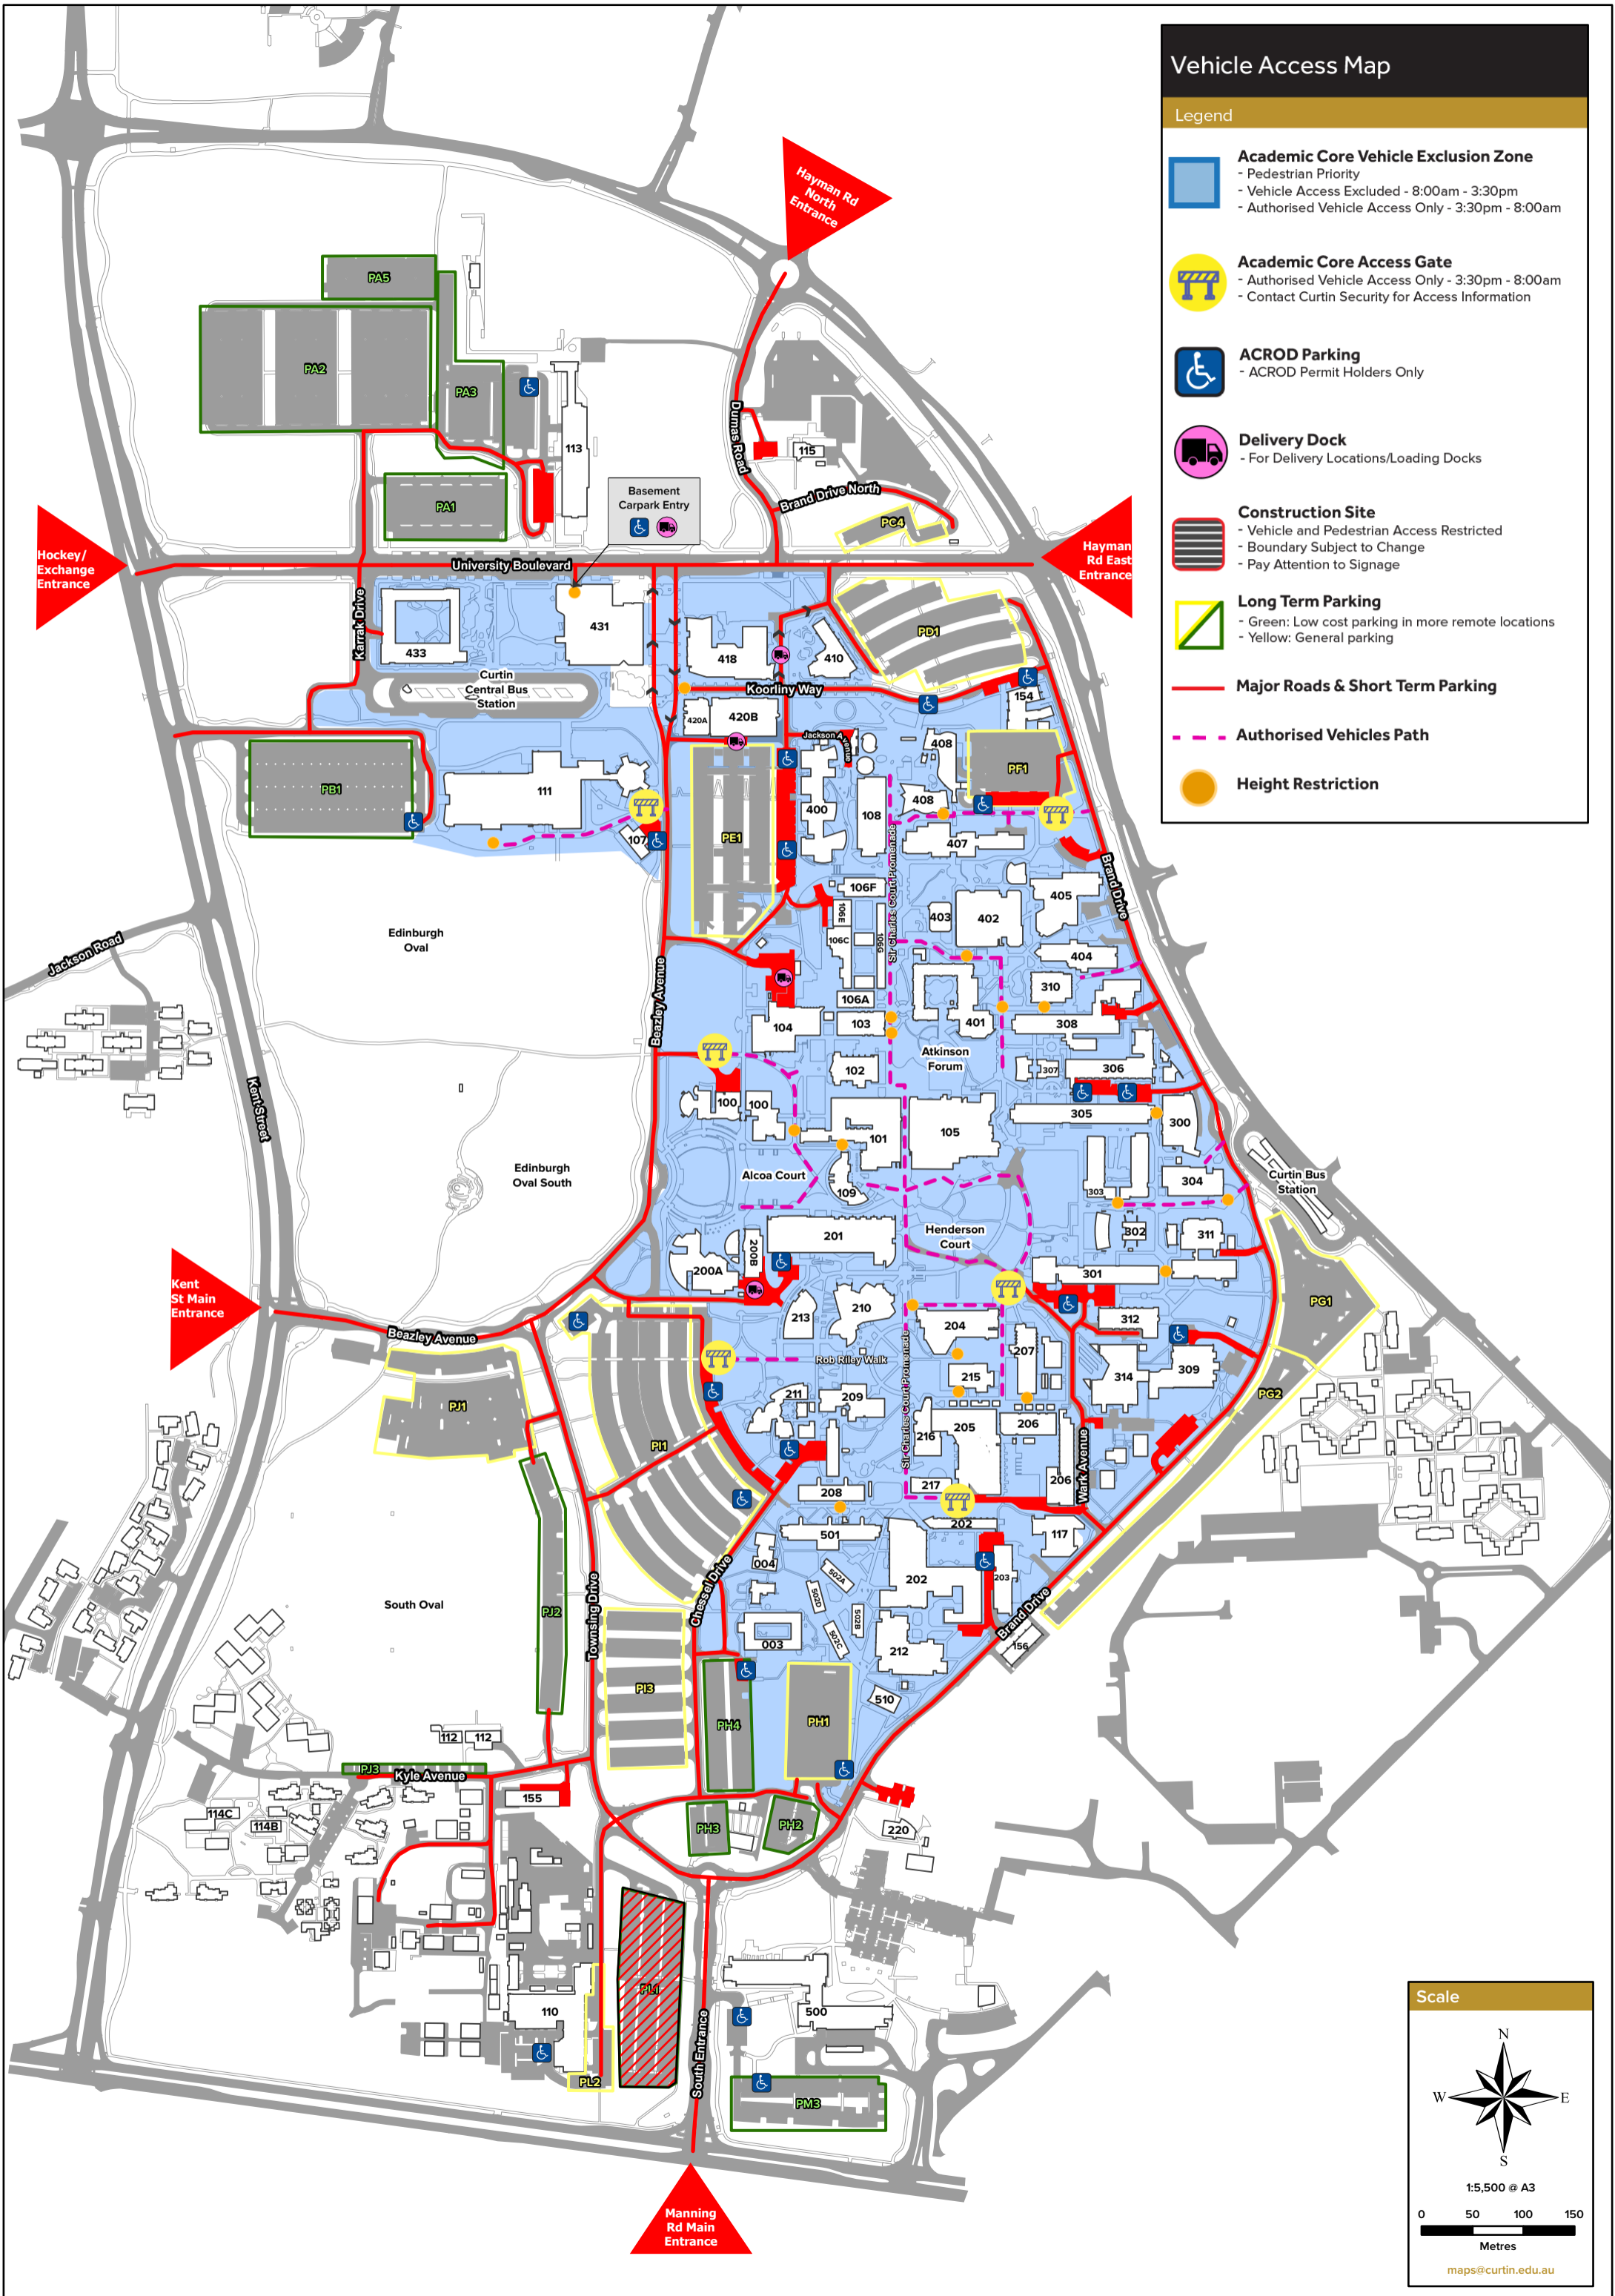 Vehicle Access Map
Legend
Academic Core Vehicle Exclusion Zone
- Pedestrian Priority
- Vehicle Access Excluded - 8:00am - 3:30pm
- Authorised Vehicle Access Only - 3:30pm - 8:00am
Academic Core Access Gate
- Authorised Vehicle Access Only - 3:30pm - 8:00am
- Contact Curtin Security for Access Information
ACROD Parking
- ACROD Permit Holders Only
Delivery Dock
- For Delivery Locations/Loading Docks
Construction Site
- Vehicle and Pedestrian Access Restricted
- Boundary Subject to Change
- Pay Attention to Signage
Long Term Parking
- Green: Low cost parking in more remote locations
- Yellow: General parking
Major Roads & Short Term Parking
Authorised Vehicles Path
Height Restriction
Hayman Rd
North
Entrance
PA5
PA2
PA3
113
Dumas Road
115
PA1
Basement
Carpark Entry
Brand Drive North
PC4
Hockey/
Exchange
Entrance
University Boulevard
Hayman
Rd East
Entrance
Karrak Drive
433
431
418
410
PD1
Curtin
Central Bus
Station
Koorliny Way
154
420A
420B
Jackson Avenue
408
PF1
PB1
111
107
PE1
400
108
408
407
Sir Charles Court Promenade
Brand Drive
106F
405
106E
403
402
106C
106G
404
Edinburgh
Oval
Jackson Road
Beazley Avenue
106A
310
104
103
401
308
Atkinson
Forum
102
307
306
Kent Street
100
100
101
105
305
300
Edinburgh
Oval South
Alcoa Court
109
303
304
Curtin Bus
Station
Henderson
Court
302
311
201
200B
200A
301
Kent
St Main
Entrance
213
210
204
312
PG1
Beazley Avenue
207
Rob Riley Walk
215
314
309
PJ1
211
209
PG2
PI1
Sir Charles Court Promenade
216
205
206
Wark Avenue
217
206
208
202
501
117
004
502A
202
203
PJ2
Townsing Drive
Chessel Drive
502D
502B
South Oval
003
502C
212
Brand Drive
156
PI3
510
PH4
PH1
112
112
PJ3
Kyle Avenue
155
114C
114B
PH3
PH2
220
PL1
110
South Entrance
500
PL2
PM3
Manning
Rd Main
Entrance
Scale
N
W
E
S
1:5,500 @ A3
0 50 100 150
Metres
maps@curtin.edu.au